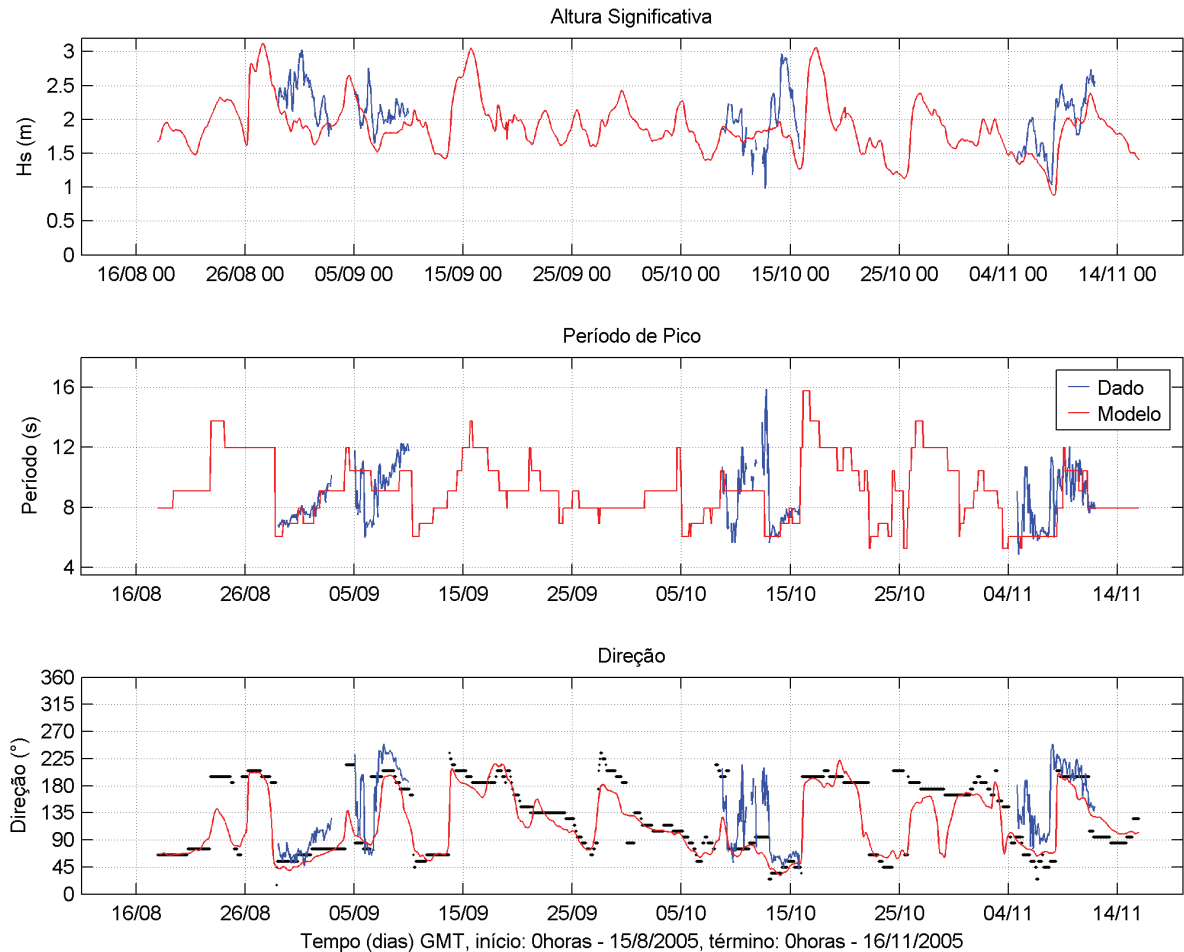 Altura Significativa
3
2.5
2
1.5
1
0.5
0
Hs (m)
16/08 00 26/08 00 05/09 00 15/09 00 25/09 00 05/10 00 15/10 00 25/10 00 04/11 00 14/11 00
Período de Pico
16
12
8
4
Período (s)
Dado
Modelo
16/08 26/08 05/09 15/09 25/09 05/10 15/10 25/10 04/11 14/11
Direção
360
315
270
225
180
135
90
45
0
Direção (°)
16/08 26/08 05/09 15/09 25/09 05/10 15/10 25/10 04/11 14/11
Tempo (dias) GMT, início: 0horas - 15/8/2005, término: 0horas - 16/11/2005